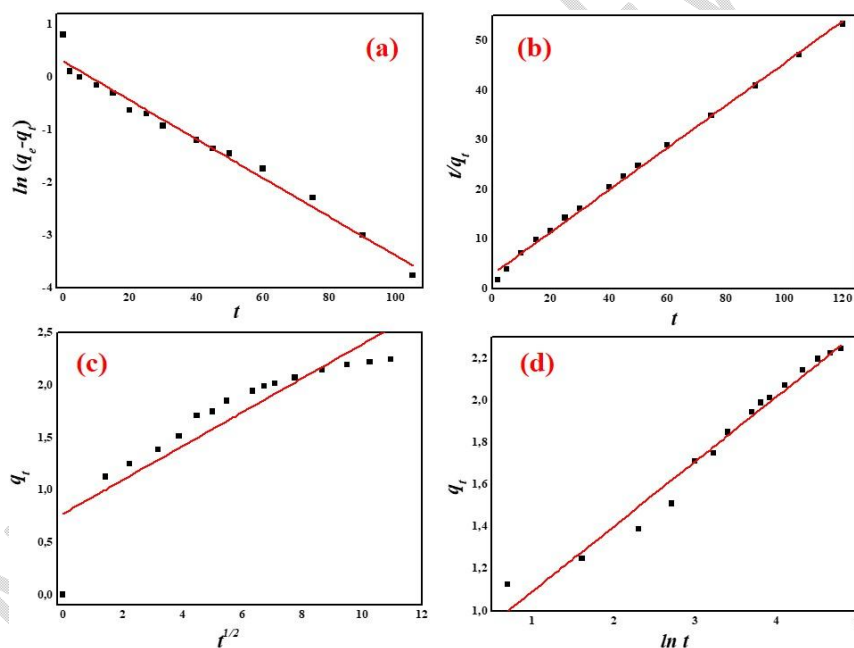 (a)
ln (qe-qt)
1
0
-1
-2
-3
-4
0 20 40 60 80 100
t
(b)
t/qt
50
40
30
20
10
0
0 20 40 60 80 100 120
t
(c)
qt
2,5
2,0
1,5
1,0
0,5
0,0
0 2 4 6 8 10 12
t1/2
(d)
qt
2,2
2,0
1,8
1,6
1,4
1,2
1,0
1 2 3 4
ln t